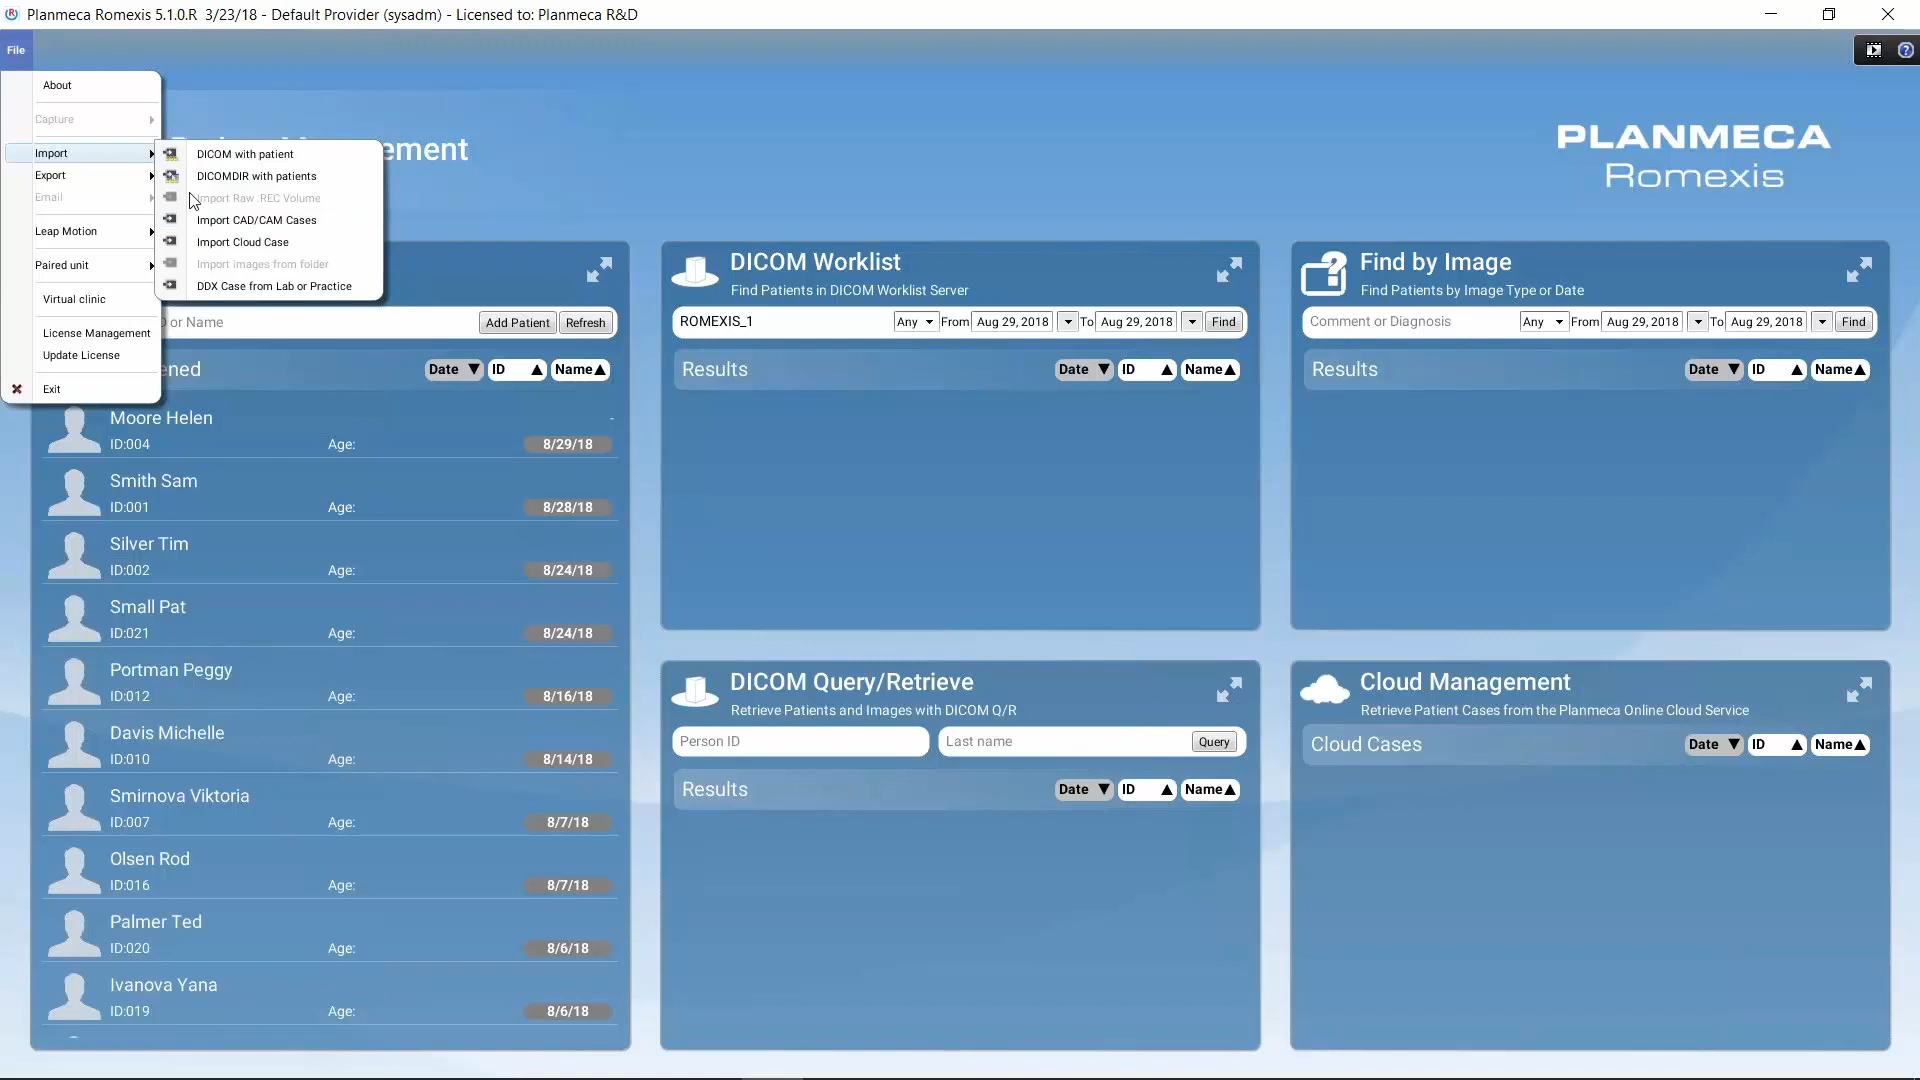 Planmeca Romexis 5.1.0.R 3/23/18 - Default Provider (sysadm) - Licensed to: Planmeca R&D
File
About
Capture
Import
Export
Email
Leap Motion
Paired unit
Virtual clinic
License Management
Update License
Exit
DICOM with patient
DICOMDIR with patients
Import Raw .REC Volume
Import CAD/CAM Cases
Import Cloud Case
Import images from folder
DDX Case from Lab or Practice
ement
PLANMECA
Romexis
or Name
Add Patient Refresh
ned Date ▼ ID ▲ Name▲
Moore Helen -
ID:004 Age: 8/29/18
Smith Sam
ID:001 Age: 8/28/18
Silver Tim
ID:002 Age: 8/24/18
Small Pat
ID:021 Age: 8/24/18
Portman Peggy
ID:012 Age: 8/16/18
Davis Michelle
ID:010 Age: 8/14/18
Smirnova Viktoria
ID:007 Age: 8/7/18
Olsen Rod
ID:016 Age: 8/7/18
Palmer Ted
ID:020 Age: 8/6/18
Ivanova Yana
ID:019 Age: 8/6/18
DICOM Worklist
Find Patients in DICOM Worklist Server
ROMEXIS_1 Any From Aug 29, 2018 To Aug 29, 2018 Find
Results Date ▼ ID ▲ Name▲
Find by Image
Find Patients by Image Type or Date
Comment or Diagnosis Any From Aug 29, 2018 To Aug 29, 2018 Find
Results Date ▼ ID ▲ Name▲
DICOM Query/Retrieve
Retrieve Patients and Images with DICOM Q/R
Person ID Last name Query
Results Date ▼ ID ▲ Name▲
Cloud Management
Retrieve Patient Cases from the Planmeca Online Cloud Service
Cloud Cases Date ▼ ID ▲ Name▲